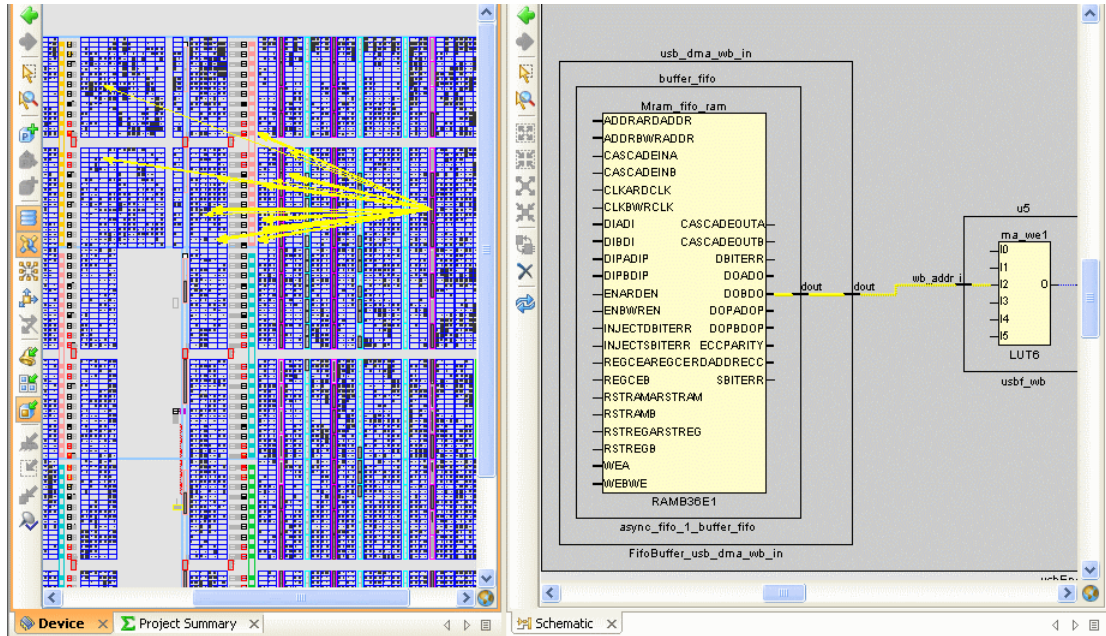 usb_dma_wb_in
buffer_fifo
Mram_fifo_ram
ADDRARDADDR
ADDRBWRADDR
CASCADEINA
CASCADEINB
CLKARDCLK
CLKBWRCLK
DIADI CASCADEOUTA
DIBDI CASCADEOUTB
DIPADIP DBITERR
DIPBDIP DOADO
ENARDEN DOBDO
ENBWREN DOPADOP
INJECTDBITERR DOPBDOP
INJECTSBITERR ECCPARITY
REGCEAREGCERDADDRECC
REGCEB SBITERR
RSTRAMARSTRAM
RSTRAMB
RSTREGARSTREG
RSTREGB
WEA
WEBWE
RAMB36E1
async_fifo_1_buffer_fifo
FifoBuffer_usb_dma_wb_in
dout dout
wb_addr_i
u5
ma_we1
I0
I1
I2 O
I3
I4
I5
LUT6
usbf_wb
Device Project Summary
Schematic